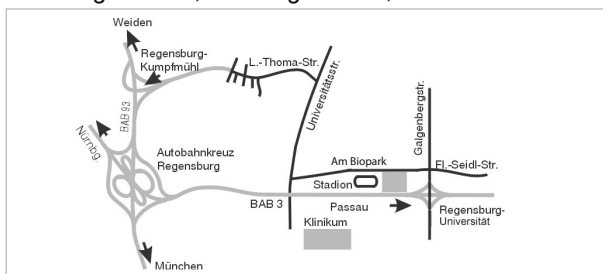 Weiden
Regensburg-
Kumpfmühl
L.-Thoma-Str.
BAB 93
Universitätsstr.
Galgenbergstr.
Nürnbg.
Autobahnkreuz
Regensburg
Am Biopark
Fl.-Seidl-Str.
Stadion
BAB 3
Passau
Regensburg-
Universität
Klinikum
München